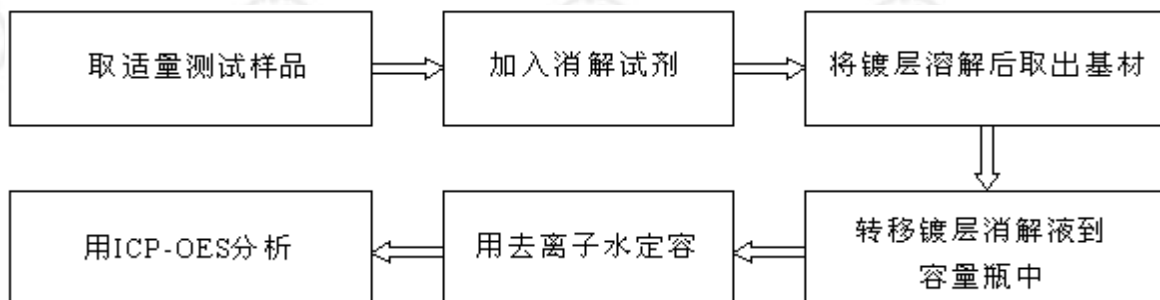 取适量测试样品
加入消解试剂
将镀层溶解后取出基材
转移镀层消解液到
容量瓶中
用去离子水定容
用ICP-OES分析